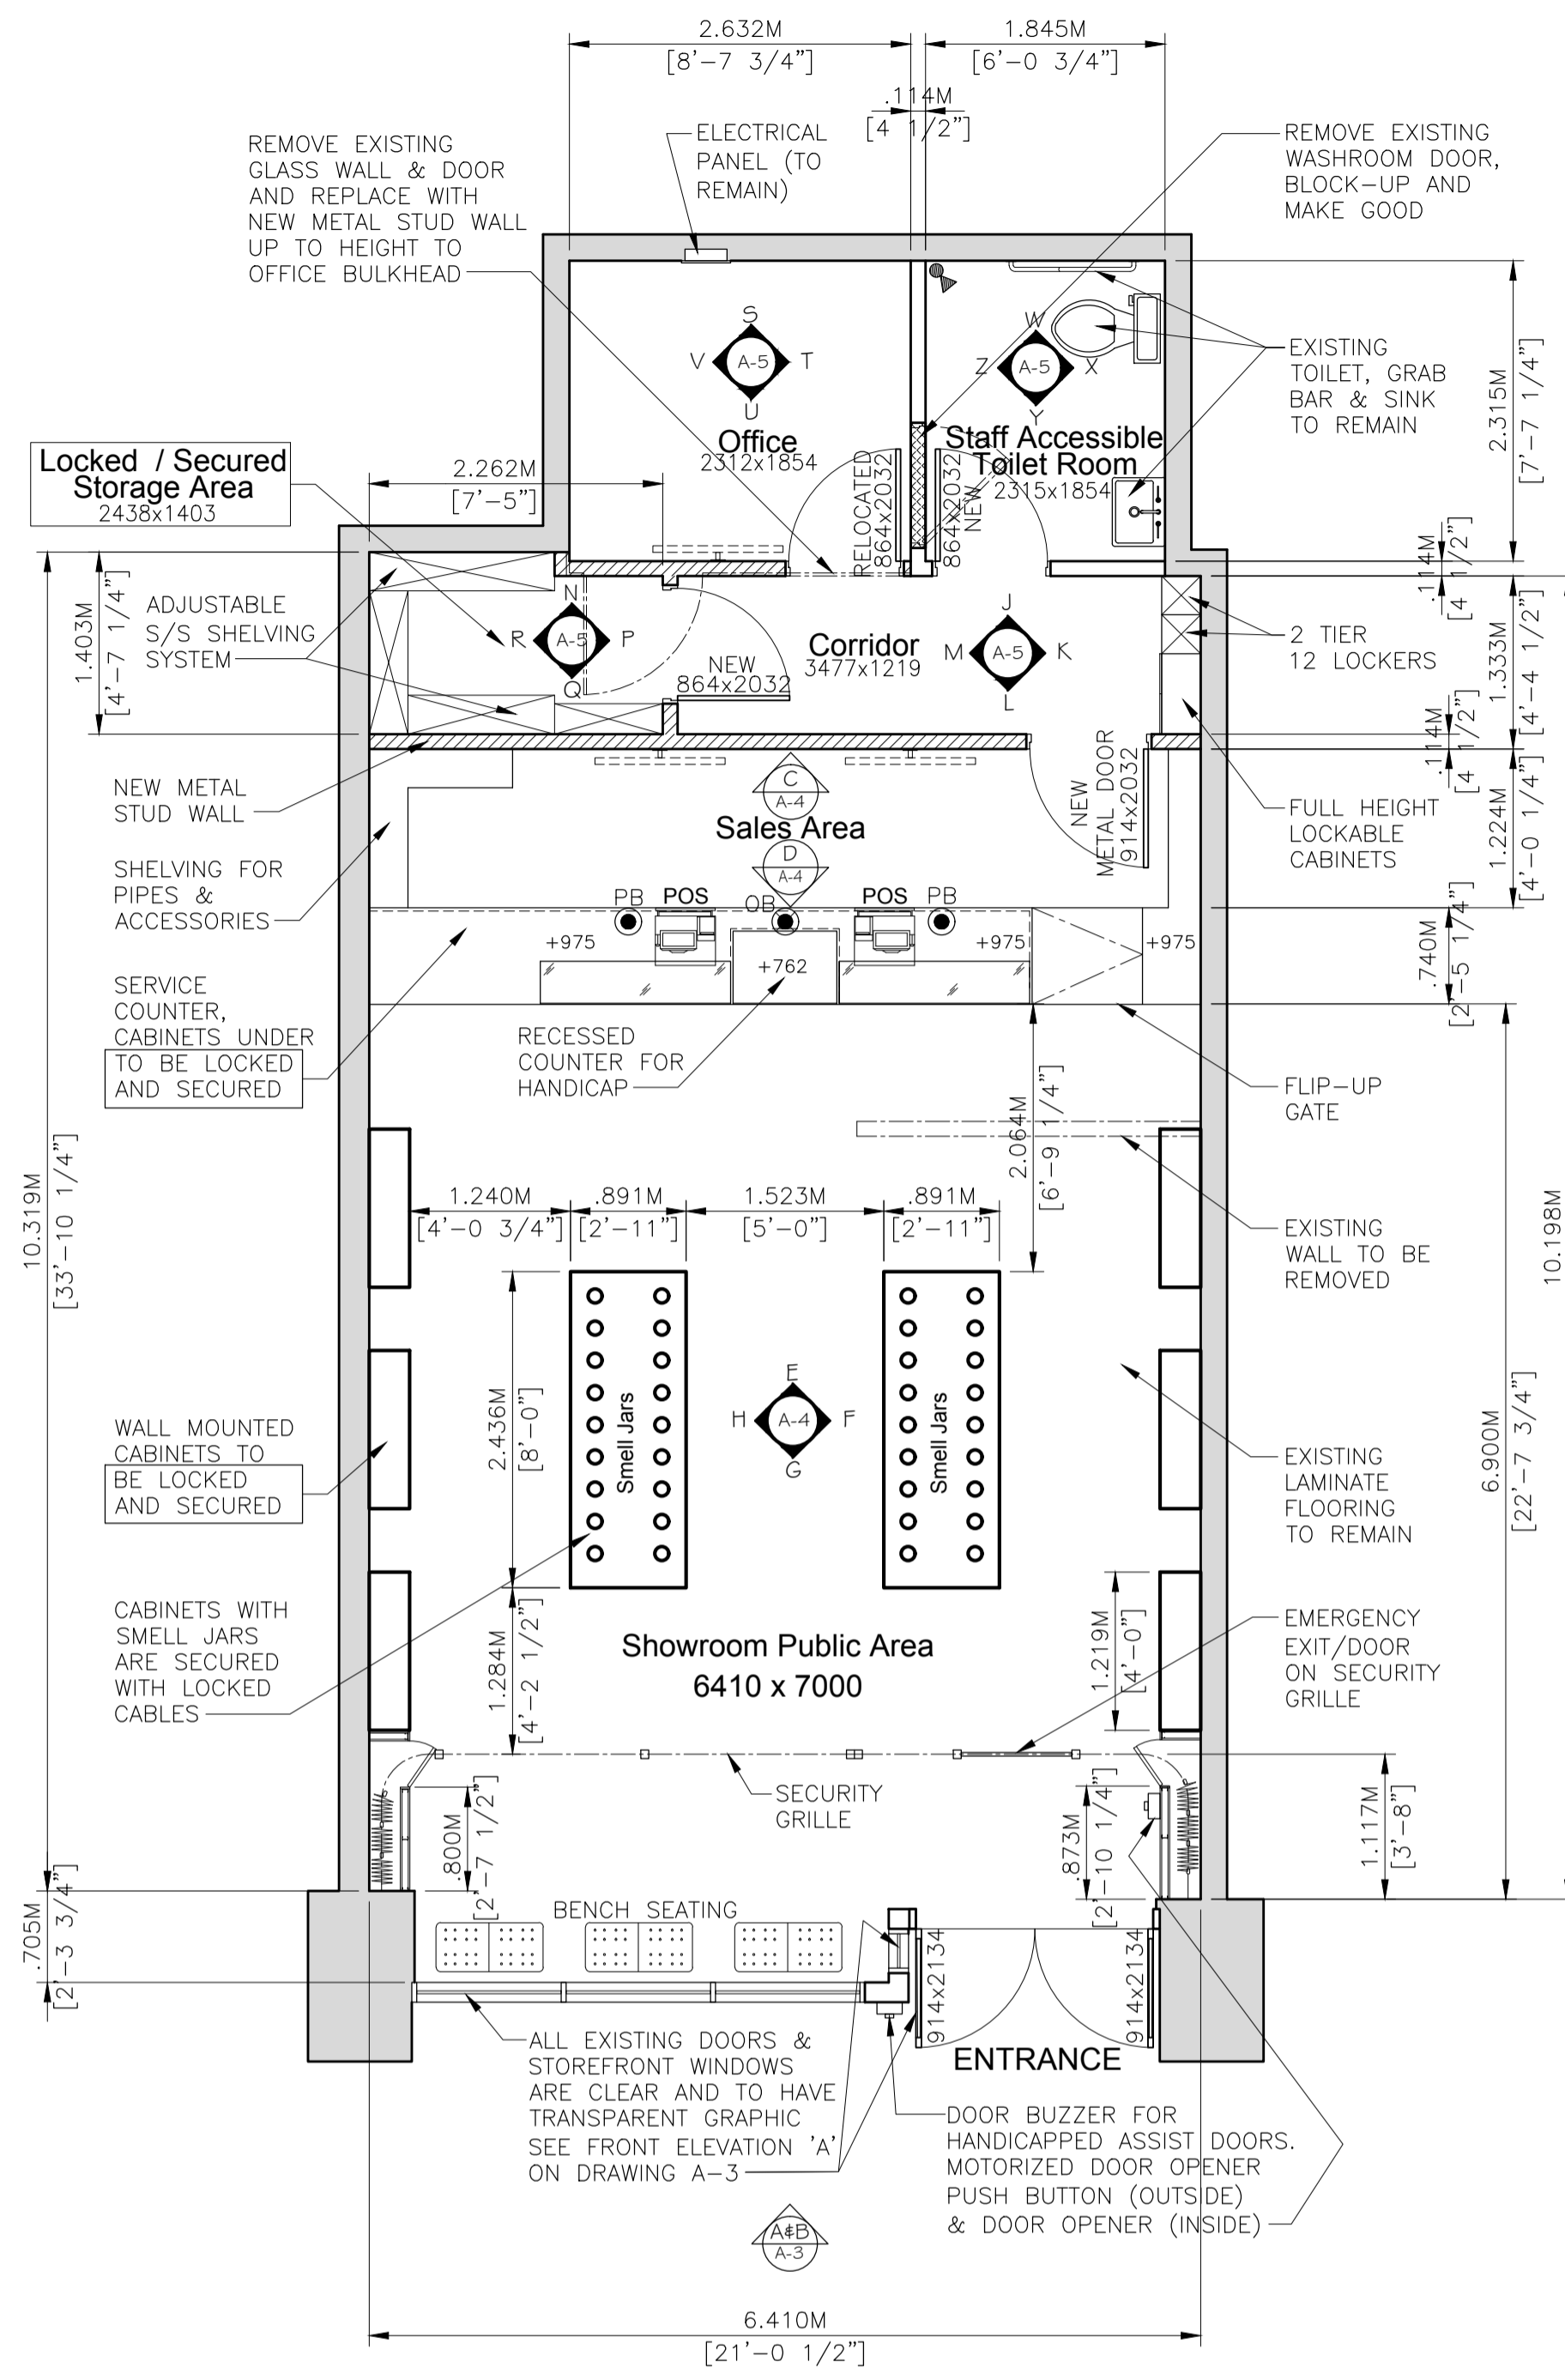 2.632M
[8'-7 3/4"]
1.845M
[6'-0 3/4"]
.114M
[4 1/2"]
REMOVE EXISTING
GLASS WALL & DOOR
AND REPLACE WITH
NEW METAL STUD WALL
UP TO HEIGHT TO
OFFICE BULKHEAD
ELECTRICAL
PANEL (TO
REMAIN)
REMOVE EXISTING
WASHROOM DOOR,
BLOCK-UP AND
MAKE GOOD
S
V A-5 T
U
Office
2312x1854
W
Z A-5 X
Y
Staff Accessible
Toilet Room
2315x1854
EXISTING
TOILET, GRAB
BAR & SINK
TO REMAIN
2.315M
[7'-7 1/4"]
Locked / Secured
Storage Area
2438x1403
2.262M
[7'-5"]
RELOCATED
864x2032
864x2032
NEW
.114M
[4 1/2"]
1.403M
[4'-7 1/4"]
ADJUSTABLE
S/S SHELVING
SYSTEM
N
R A-5 P
Q
NEW
864x2032
Corridor
3477x1219
J
M A-5 K
L
2 TIER
12 LOCKERS
1.333M
[4'-4 1/2"]
.114M
[4 1/2"]
NEW METAL
STUD WALL
C
A-4
Sales Area
D
A-4
NEW
METAL DOOR
914x2032
FULL HEIGHT
LOCKABLE
CABINETS
1.224M
[4'-0 1/4"]
SHELVING FOR
PIPES &
ACCESSORIES
PB
POS
OB
POS
PB
+975
+762
+975
+975
.740M
[2'-5 1/4"]
SERVICE
COUNTER,
CABINETS UNDER
TO BE LOCKED
AND SECURED
RECESSED
COUNTER FOR
HANDICAP
2.064M
[6'-9 1/4"]
FLIP-UP
GATE
10.319M
[33'-10 1/4"]
1.240M
[4'-0 3/4"]
.891M
[2'-11"]
1.523M
[5'-0"]
.891M
[2'-11"]
EXISTING
WALL TO BE
REMOVED
10.198M
2.436M
[8'-0"]
Smell Jars
E
H A-4 F
G
Smell Jars
6.900M
[22'-7 3/4"]
WALL MOUNTED
CABINETS TO
BE LOCKED
AND SECURED
EXISTING
LAMINATE
FLOORING
TO REMAIN
CABINETS WITH
SMELL JARS
ARE SECURED
WITH LOCKED
CABLES
1.284M
[4'-2 1/2"]
Showroom Public Area
6410 x 7000
1.219M
[4'-0"]
EMERGENCY
EXIT/DOOR
ON SECURITY
GRILLE
SECURITY
GRILLE
.800M
[2'-7 1/2"]
.873M
[2'-10 1/4"]
1.117M
[3'-8"]
.705M
[2'-3 3/4"]
BENCH SEATING
914x2134
914x2134
ENTRANCE
ALL EXISTING DOORS &
STOREFRONT WINDOWS
ARE CLEAR AND TO HAVE
TRANSPARENT GRAPHIC
SEE FRONT ELEVATION 'A'
ON DRAWING A-3
DOOR BUZZER FOR
HANDICAPPED ASSIST DOORS.
MOTORIZED DOOR OPENER
PUSH BUTTON (OUTSIDE)
& DOOR OPENER (INSIDE)
A&B
A-3
6.410M
[21'-0 1/2"]